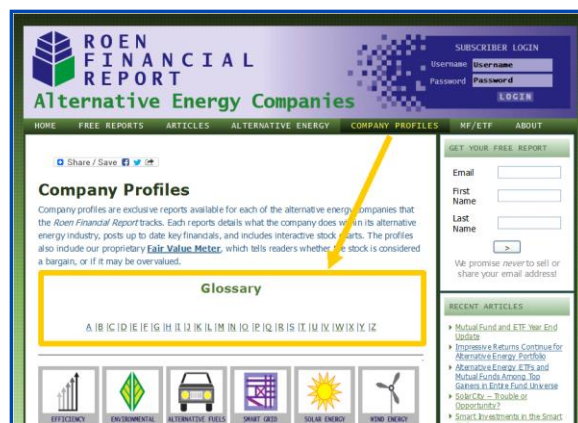 ROEN
FINANCIAL
REPORT
Alternative Energy Companies
SUBSCRIBER LOGIN
Username Username
Password Password
LOGIN
HOME FREE REPORTS ARTICLES ALTERNATIVE ENERGY COMPANY PROFILES MF/ETF ABOUT
Share / Save
Company Profiles
Company profiles are exclusive reports available for each of the alternative energy companies that
the Roen Financial Report tracks. Each reports details what the company does within its alternative
energy industry, posts up to date key financials, and includes interactive stock charts. The profiles
also include our proprietary Fair Value Meter, which tells readers whether the stock is considered
a bargain, or if it may be overvalued.
Glossary
A |B |C |D |E |F |G |H |I |J |K |L |M |N |O |P |Q |R |S |T |U |V |W |X |Y |Z
EFFICIENCY
ENVIRONMENTAL
ALTERNATIVE FUELS
SMART GRID
SOLAR ENERGY
WIND ENERGY
GET YOUR FREE REPORT
Email
First
Name
Last
Name
>
We promise never to sell or
share your email address!
RECENT ARTICLES
Mutual Fund and ETF Year End
Update
Impressive Returns Continue for
Alternative Energy Portfolio
Alternative Energy ETFs and
Mutual Funds Among Top
Gainers in Entire Fund Universe
SolarCity – Trouble or
Opportunity?
Smart Investments in the Smart